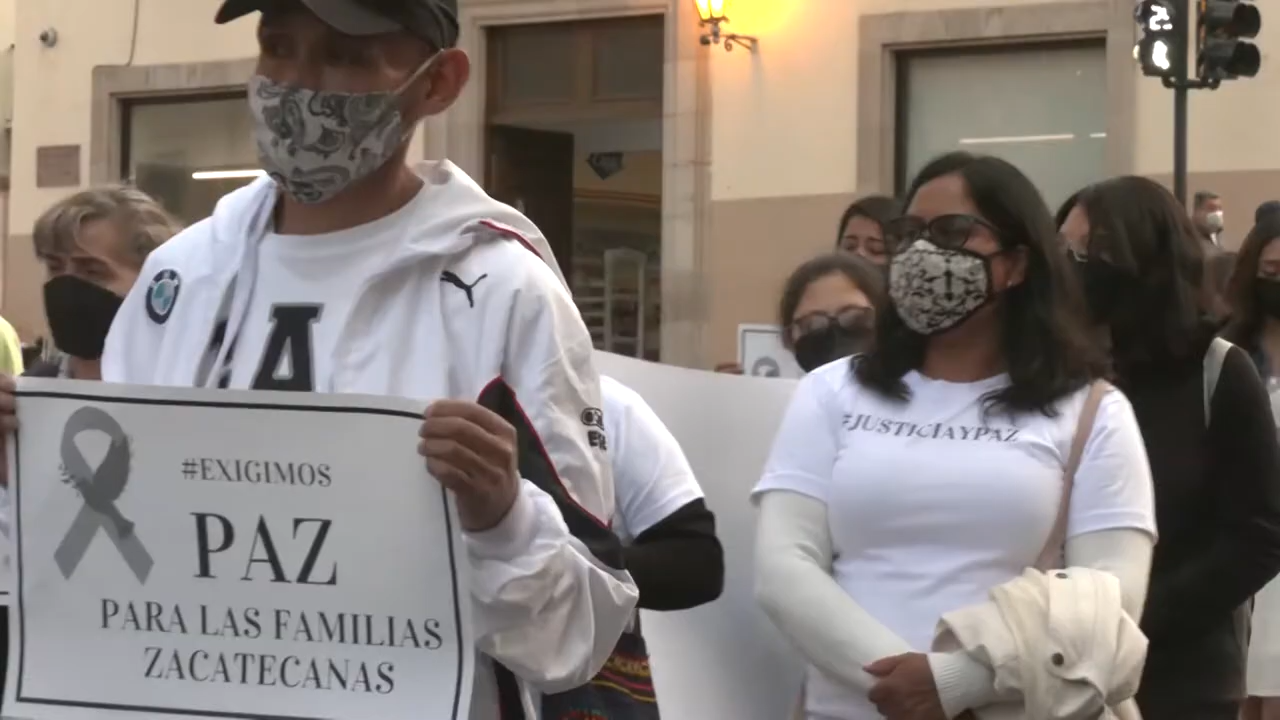 #EXIGIMOS
PAZ
PARA LAS FAMILIAS
ZACATECANAS
#JUSTICIAYPAZ